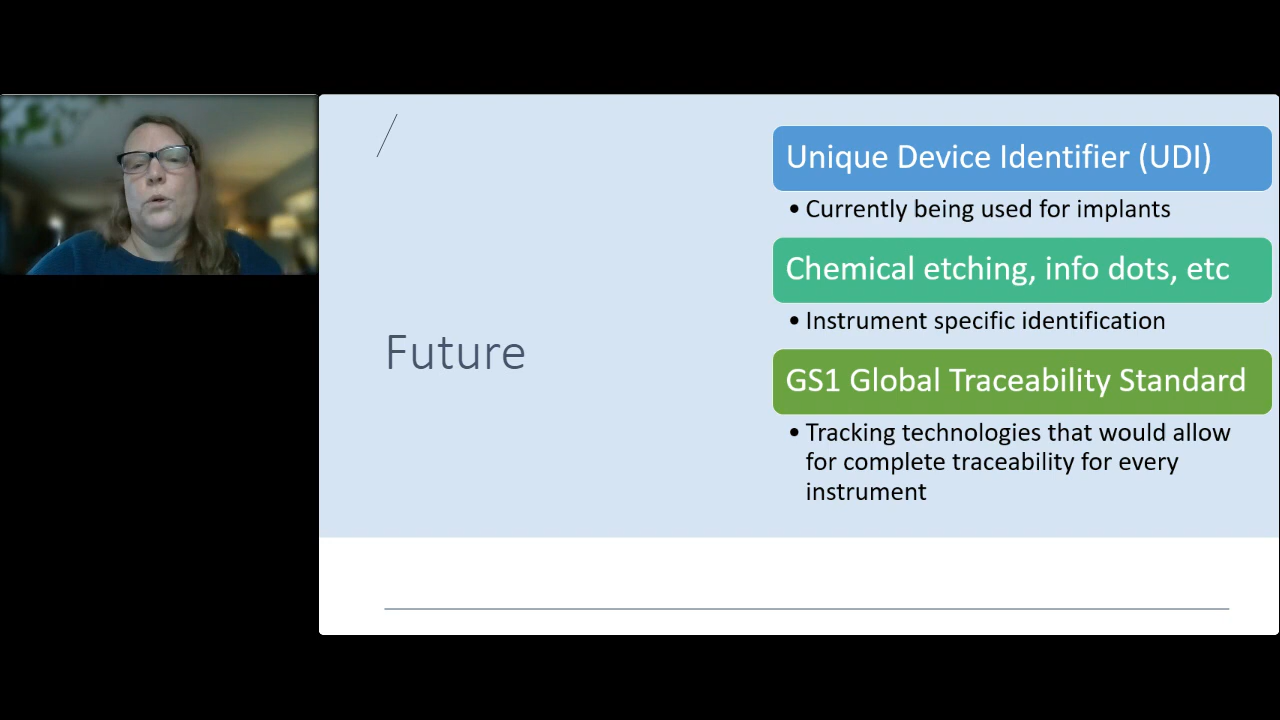 Future
Unique Device Identifier (UDI)
• Currently being used for implants
Chemical etching, info dots, etc
• Instrument specific identification
GS1 Global Traceability Standard
• Tracking technologies that would allow
for complete traceability for every
instrument